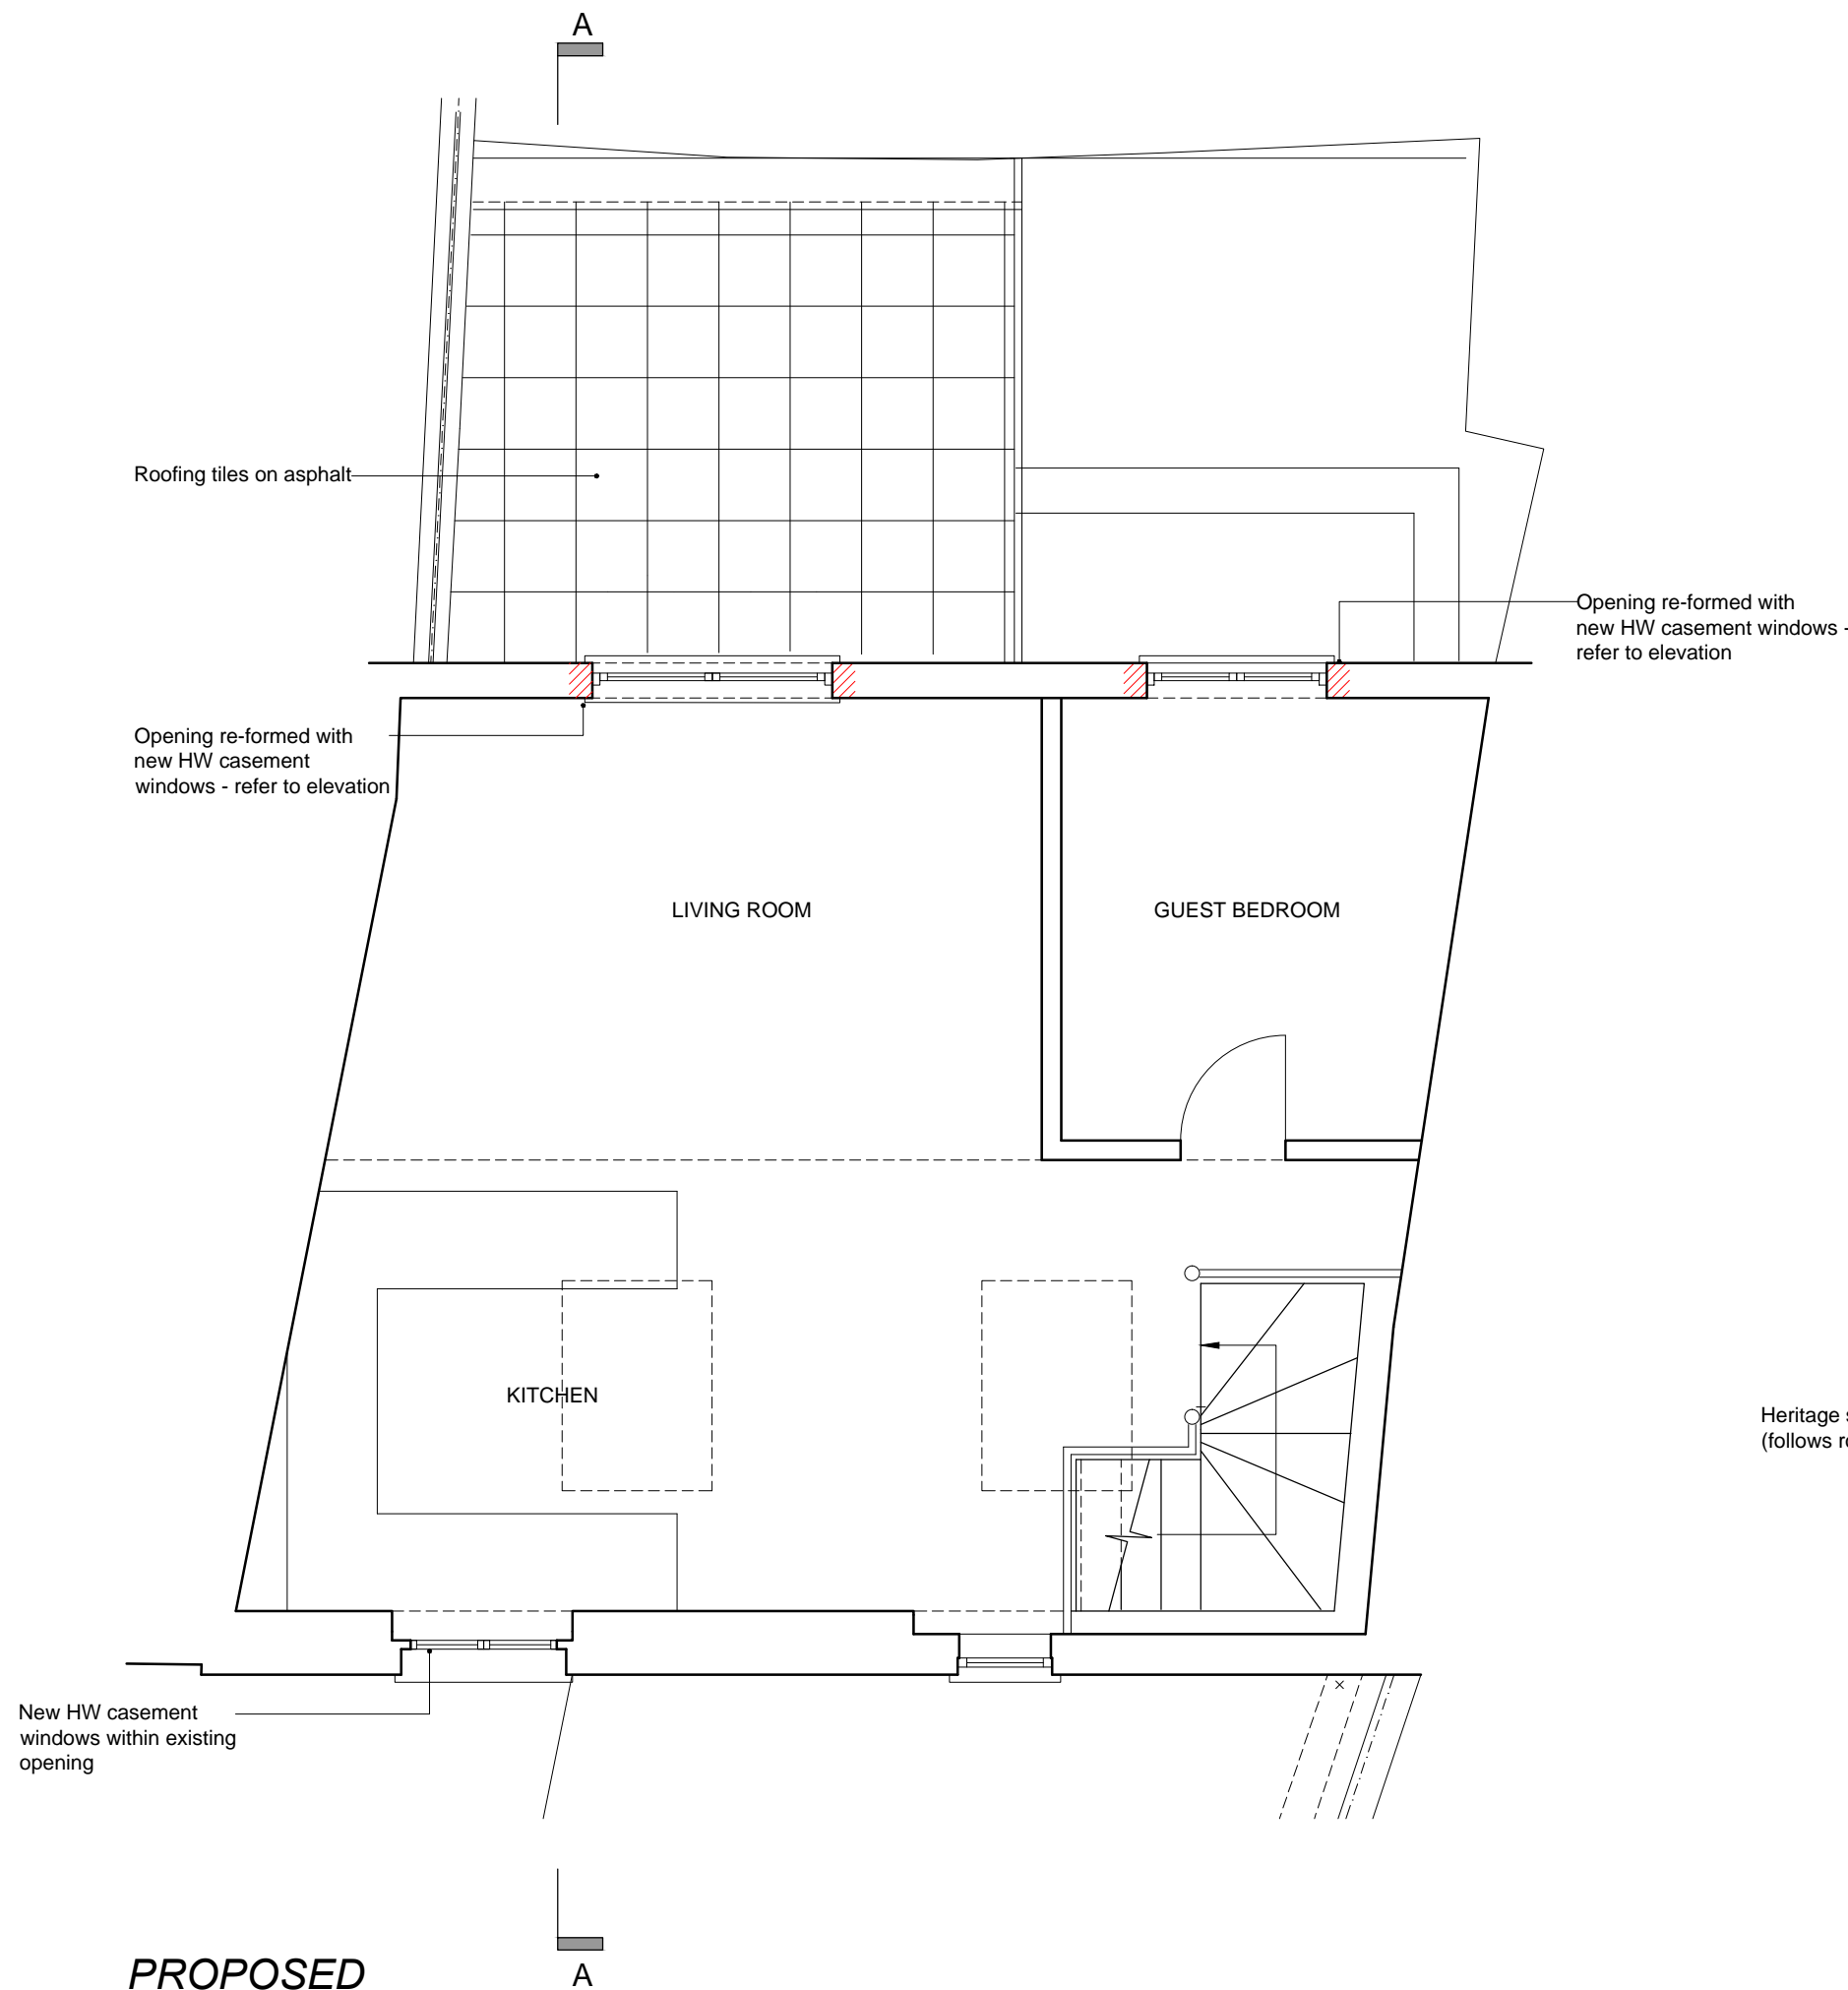 A
Roofing tiles on asphalt
Opening re-formed with
new HW casement windows -
refer to elevation
Opening re-formed with
new HW casement
windows - refer to elevation
LIVING ROOM
GUEST BEDROOM
KITCHEN
Heritage
(follows
New HW casement
windows within existing
opening
A
PROPOSED